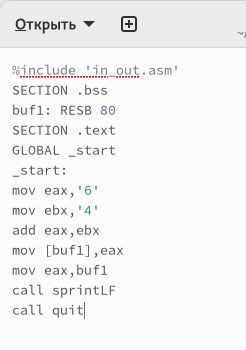 Открыть
~/
%include 'in_out.asm'
SECTION .bss
buf1: RESB 80
SECTION .text
GLOBAL _start
_start:
mov eax,'6'
mov ebx,'4'
add eax,ebx
mov [buf1],eax
mov eax,buf1
call sprintLF
call quit